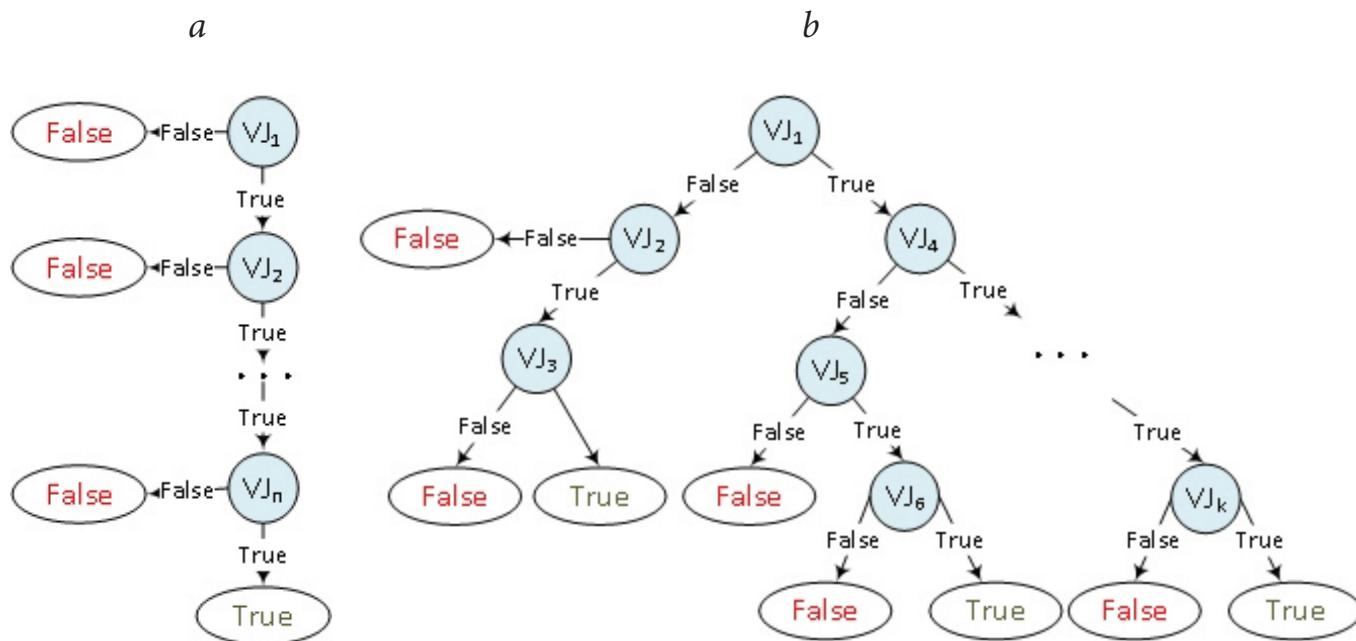 a b
False False VJ₁ VJ₁
True False True
False False VJ₂ False False VJ₂ VJ₄
True True False True
. . . VJ₃ VJ₅ . . .
True False False True True
False False VJₙ False True False VJ₆ VJₖ
True False True False True
True False True False True